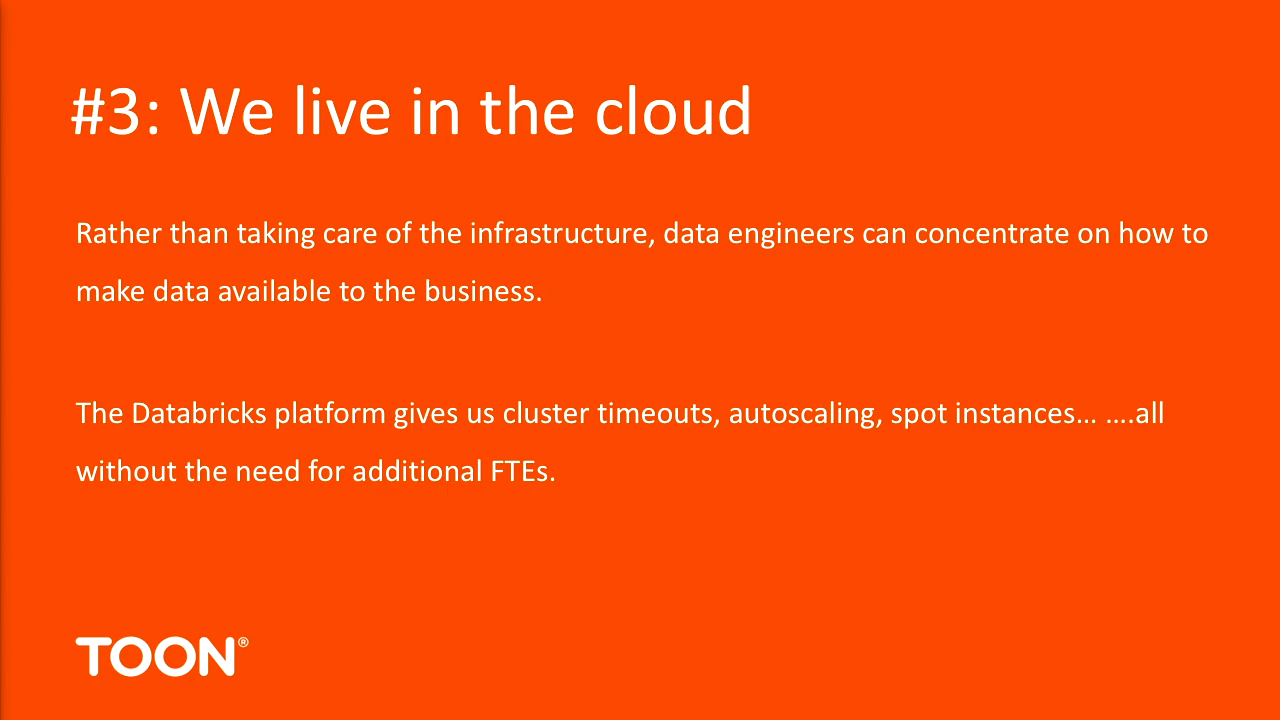 #3: We live in the cloud
Rather than taking care of the infrastructure, data engineers can concentrate on how to
make data available to the business.
The Databricks platform gives us cluster timeouts, autoscaling, spot instances... ....all
without the need for additional FTEs.
TOON®